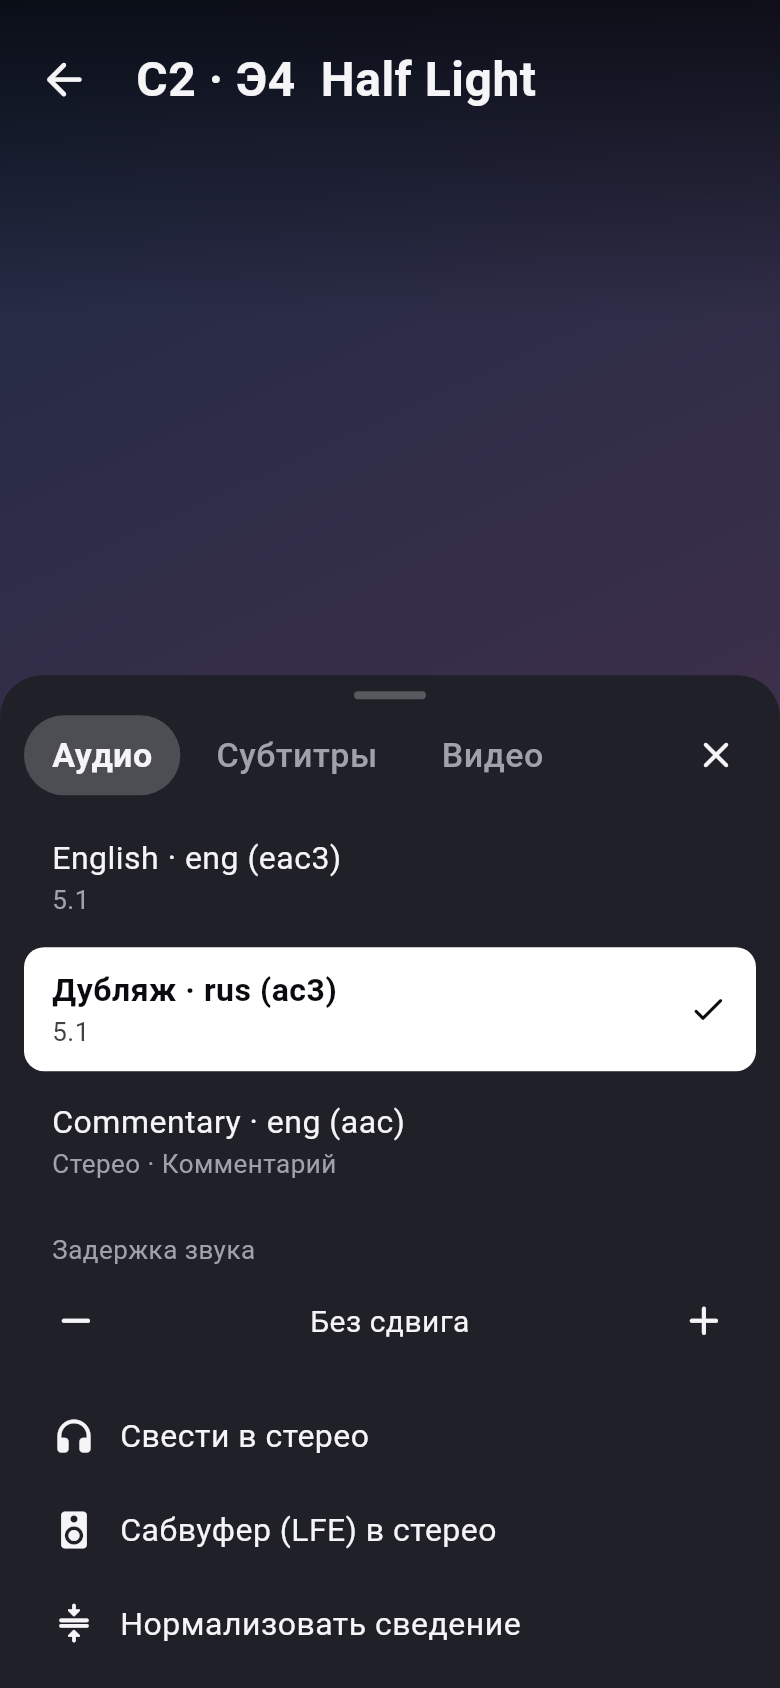 С2 · Э4 Half Light
Аудио
Субтитры
Видео
English · eng (eac3)
5.1
Дубляж · rus (ac3)
5.1
Commentary · eng (aac)
Стерео · Комментарий
Задержка звука
Без сдвига
Свести в стерео
Сабвуфер (LFE) в стерео
Нормализовать сведение